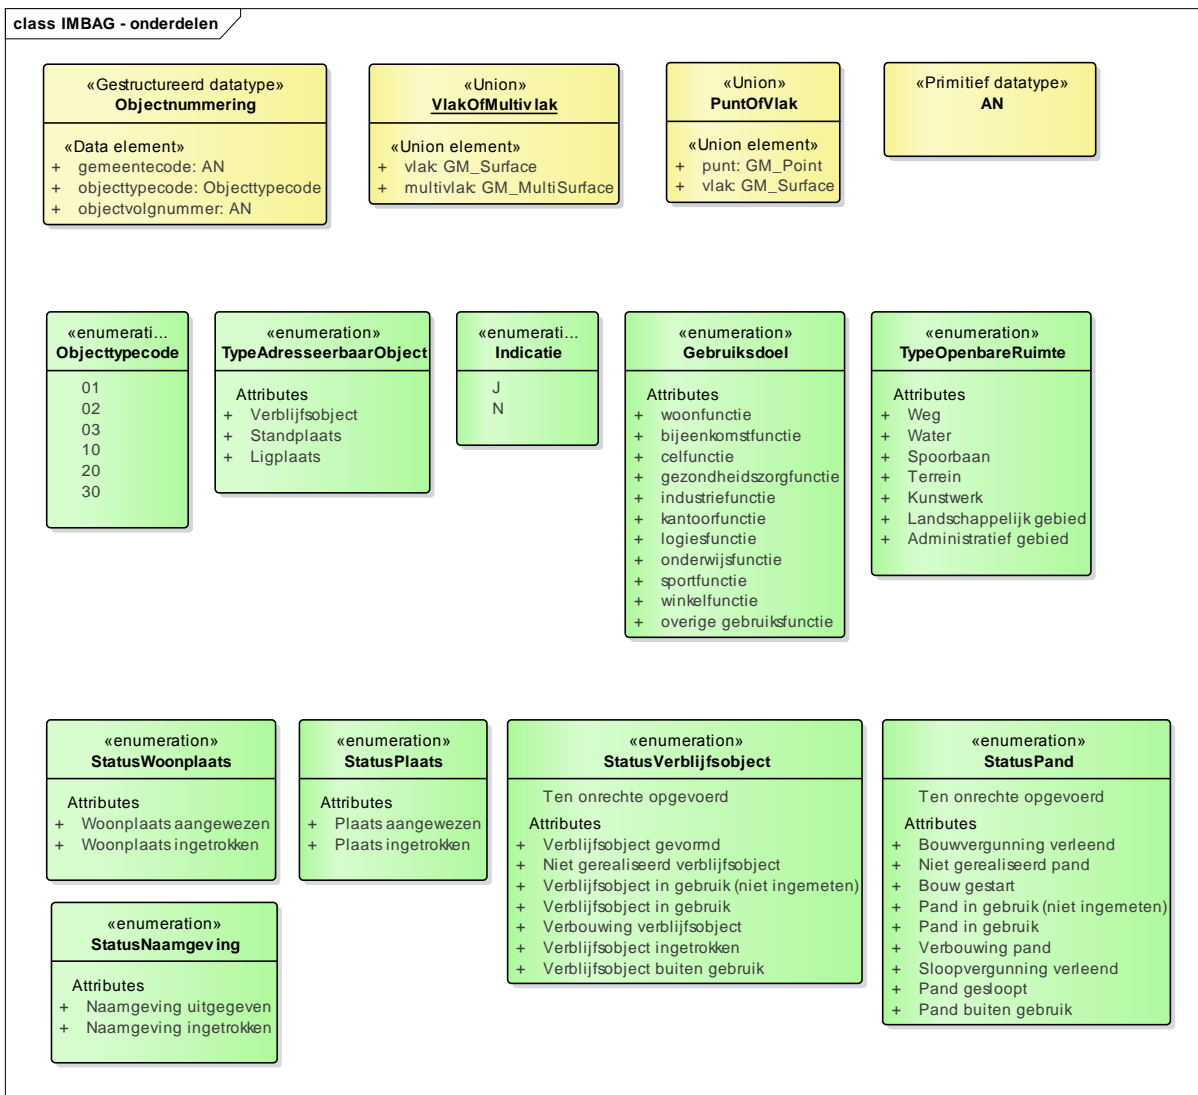 class IMBAG - onderdelen
«Gestructureerd datatype»
Objectnummering
«Data element»
+ gemeentecode: AN
+ objecttypecode: Objecttypecode
+ objectvolgnummer: AN
«Union»
VlakOfMultivlak
«Union element»
+ vlak: GM_Surface
+ multivlak: GM_MultiSurface
«Union»
PuntOfVlak
«Union element»
+ punt: GM_Point
+ vlak: GM_Surface
«Primitief datatype»
AN
«enumerati...
Objecttypecode
01
02
03
10
20
30
«enumeration»
TypeAdresseerbaarObject
Attributes
+ Verblijfsobject
+ Standplaats
+ Ligplaats
«enumerati...
Indicatie
J
N
«enumeration»
Gebruiksdoel
Attributes
+ woonfunctie
+ bijeenkomstfunctie
+ celfunctie
+ gezondheidszorgfunctie
+ industriefunctie
+ kantoorfunctie
+ logiesfunctie
+ onderwijsfunctie
+ sportfunctie
+ winkelfunctie
+ overige gebruiksfunctie
«enumeration»
TypeOpenbareRuimte
Attributes
+ Weg
+ Water
+ Spoorbaan
+ Terrein
+ Kunstwerk
+ Landschappelijk gebied
+ Administratief gebied
«enumeration»
StatusWoonplaats
Attributes
+ Woonplaats aangewezen
+ Woonplaats ingetrokken
«enumeration»
StatusPlaats
Attributes
+ Plaats aangewezen
+ Plaats ingetrokken
«enumeration»
StatusVerblijfsobject
Ten onrechte opgevoerd
Attributes
+ Verblijfsobject gevormd
+ Niet gerealiseerd verblijfsobject
+ Verblijfsobject in gebruik (niet ingemeten)
+ Verblijfsobject in gebruik
+ Verbouwing verblijfsobject
+ Verblijfsobject ingetrokken
+ Verblijfsobject buiten gebruik
«enumeration»
StatusPand
Ten onrechte opgevoerd
Attributes
+ Bouwvergunning verleend
+ Niet gerealiseerd pand
+ Bouw gestart
+ Pand in gebruik (niet ingemeten)
+ Pand in gebruik
+ Verbouwing pand
+ Sloopvergunning verleend
+ Pand gesloopt
+ Pand buiten gebruik
«enumeration»
StatusNaamgeving
Attributes
+ Naamgeving uitgegeven
+ Naamgeving ingetrokken